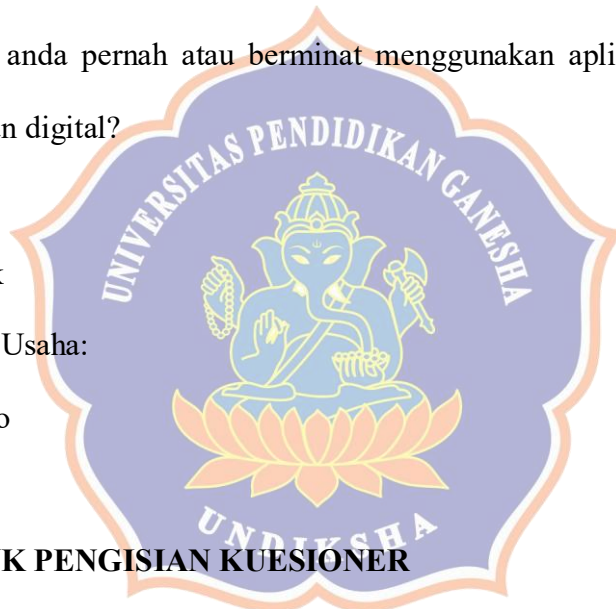 anda pernah atau berminat menggunakan apli
n digital?
UNIVERSITAS PENDIDIKAN GANESHA
Usaha:
UNDIKSHA
K PENGISIAN KUESIONER